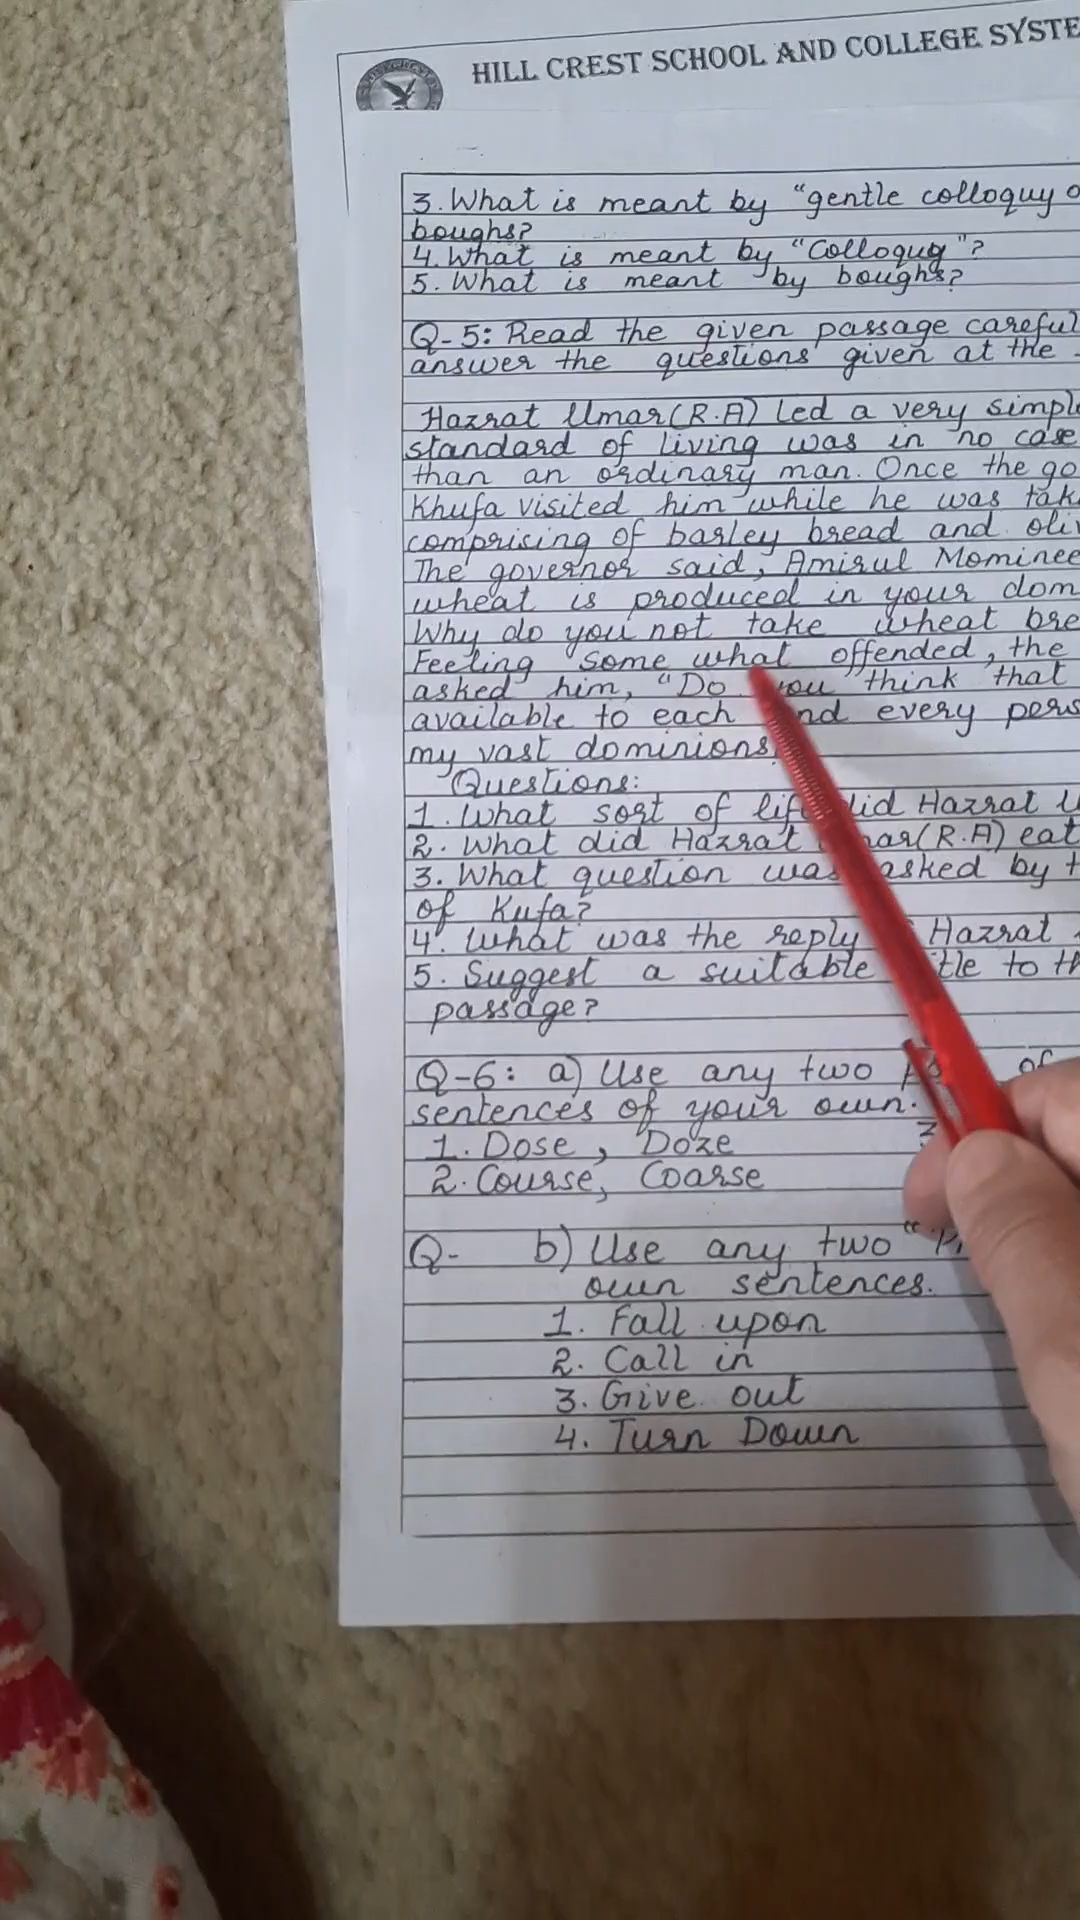 HILL CREST SCHOOL AND COLLEGE SYSTE
3. What is meant by "gentle colloquy o
boughs?
4. What is meant by "Colloquy"?
5. What is meant by boughs?
Q-5: Read the given passage careful
answer the questions given at the
Hazrat Umar(R.A) Led a very simple
standard of living was in no case
than an ordinary man. Once the go
Khufa visited him while he was tak
comprising of barley bread and oliv
The governor said, Amirul Mominee
wheat is produced in your dom
Why do you not take wheat bre
Feeling some what offended, the
asked him, "Do you think that
available to each and every pers
my vast dominions
Questions:
1. What sort of life did Hazrat U
2. What did Hazrat Umar(R.A) eat
3. What question was asked by t
of Kufa?
4. What was the reply Hazrat
5. Suggest a suitable title to th
passage?
Q-6: a) Use any two of
sentences of your own.
1. Dose, Doze 3
2. Course, Coarse
Q- b) Use any two "
own sentences.
1. Fall upon
2. Call in
3. Give out
4. Turn Down